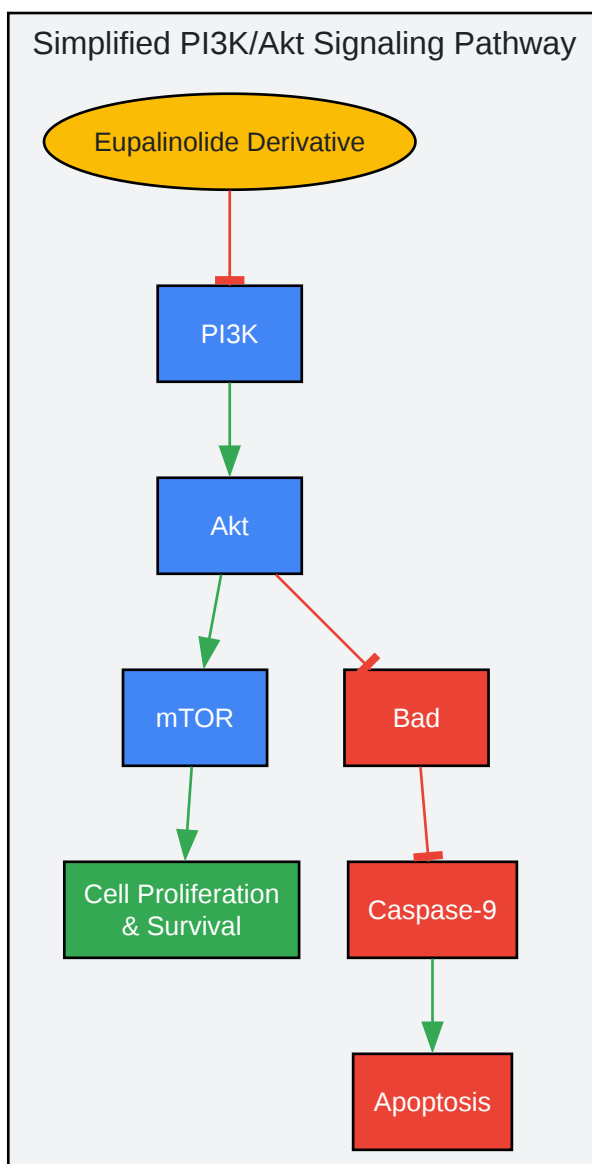 Simplified PI3K/Akt Signaling Pathway
Eupalinolide Derivative
PI3K
Akt
mTOR
Bad
Cell Proliferation
& Survival
Caspase-9
Apoptosis